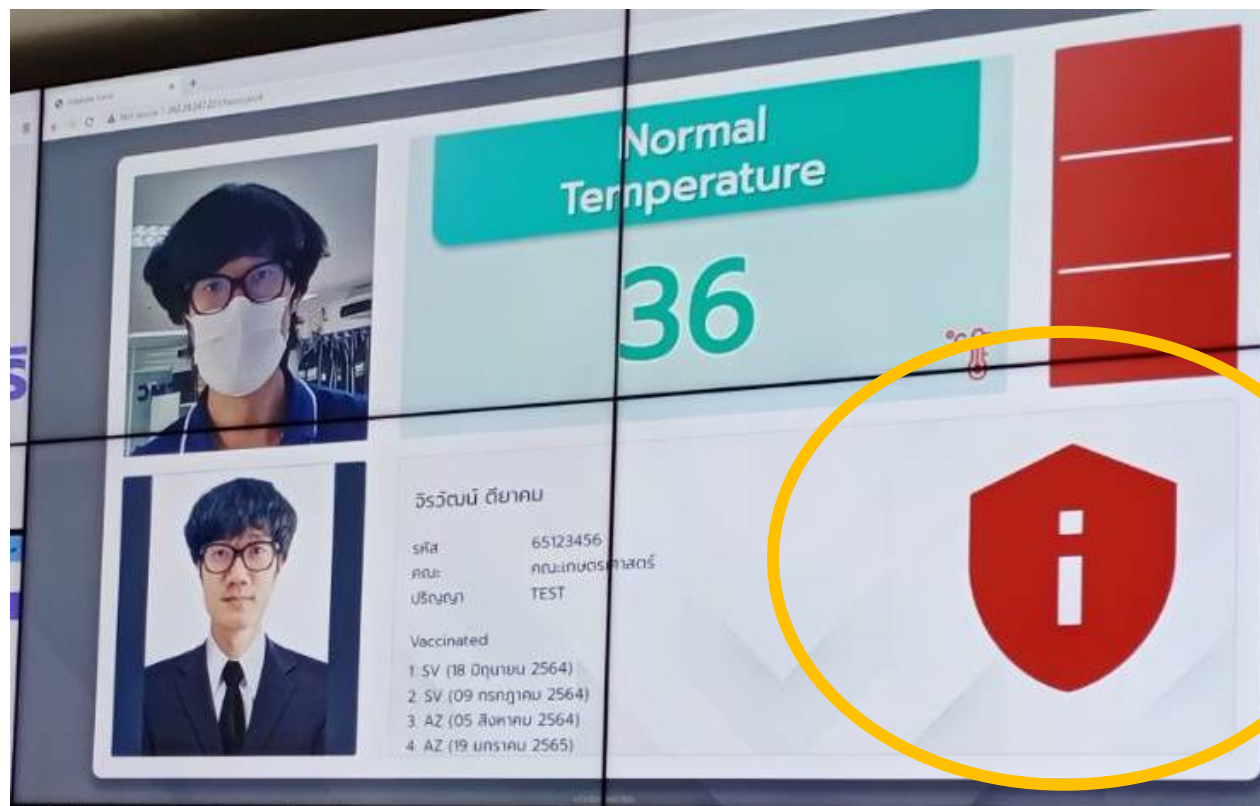 Normal
Temperature
36
°C
จิรวัฒน์ ตียาคม
รหัส 65123456
คณะ คณะเกษตรศาสตร์
ปริญญา TEST
Vaccinated
1. SV (18 มิถุนายน 2564)
2. SV (09 กรกฎาคม 2564)
3. AZ (05 สิงหาคม 2564)
4. AZ (19 มกราคม 2565)